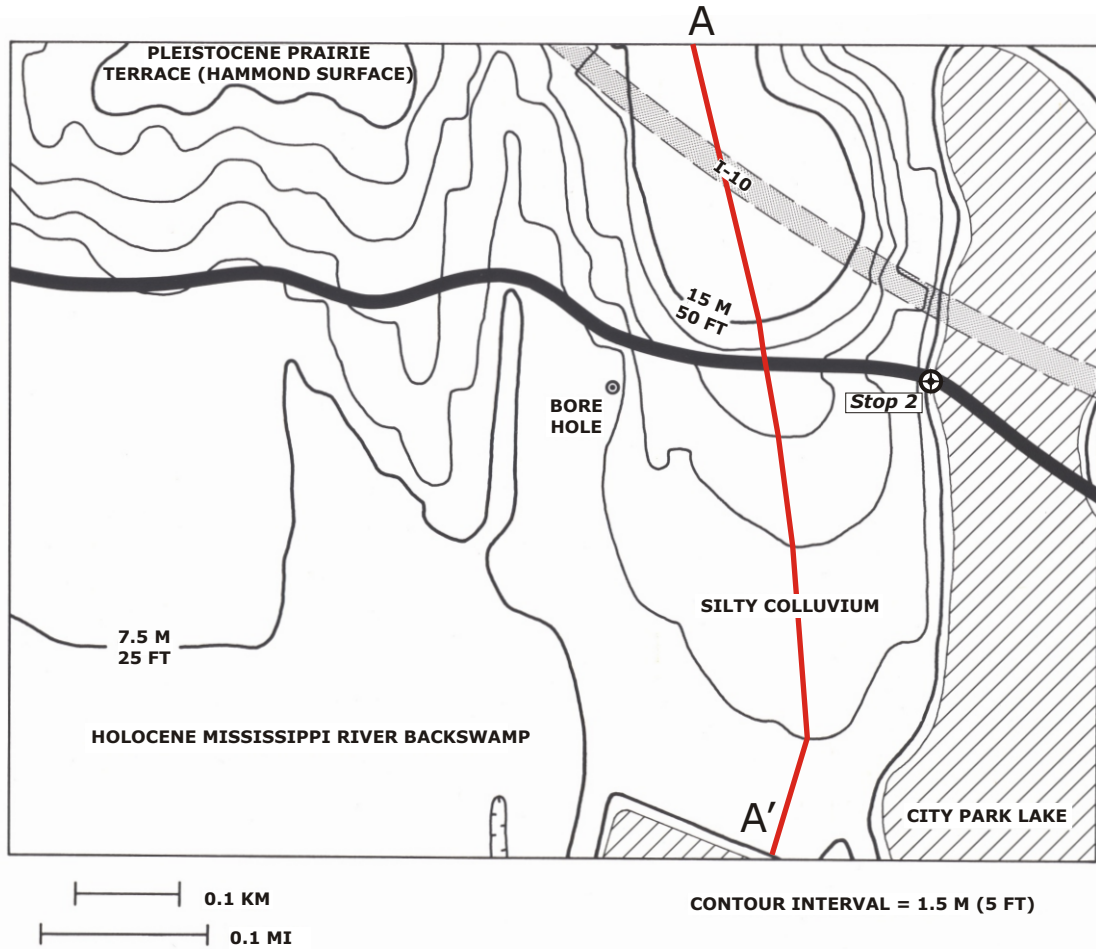 A
PLEISTOCENE PRAIRIE
TERRACE (HAMMOND SURFACE)
I-10
15 M
50 FT
BORE
HOLE
Stop 2
SILTY COLLUVIUM
7.5 M
25 FT
HOLOCENE MISSISSIPPI RIVER BACKSWAMP
A'
CITY PARK LAKE
0.1 KM
CONTOUR INTERVAL = 1.5 M (5 FT)
0.1 MI